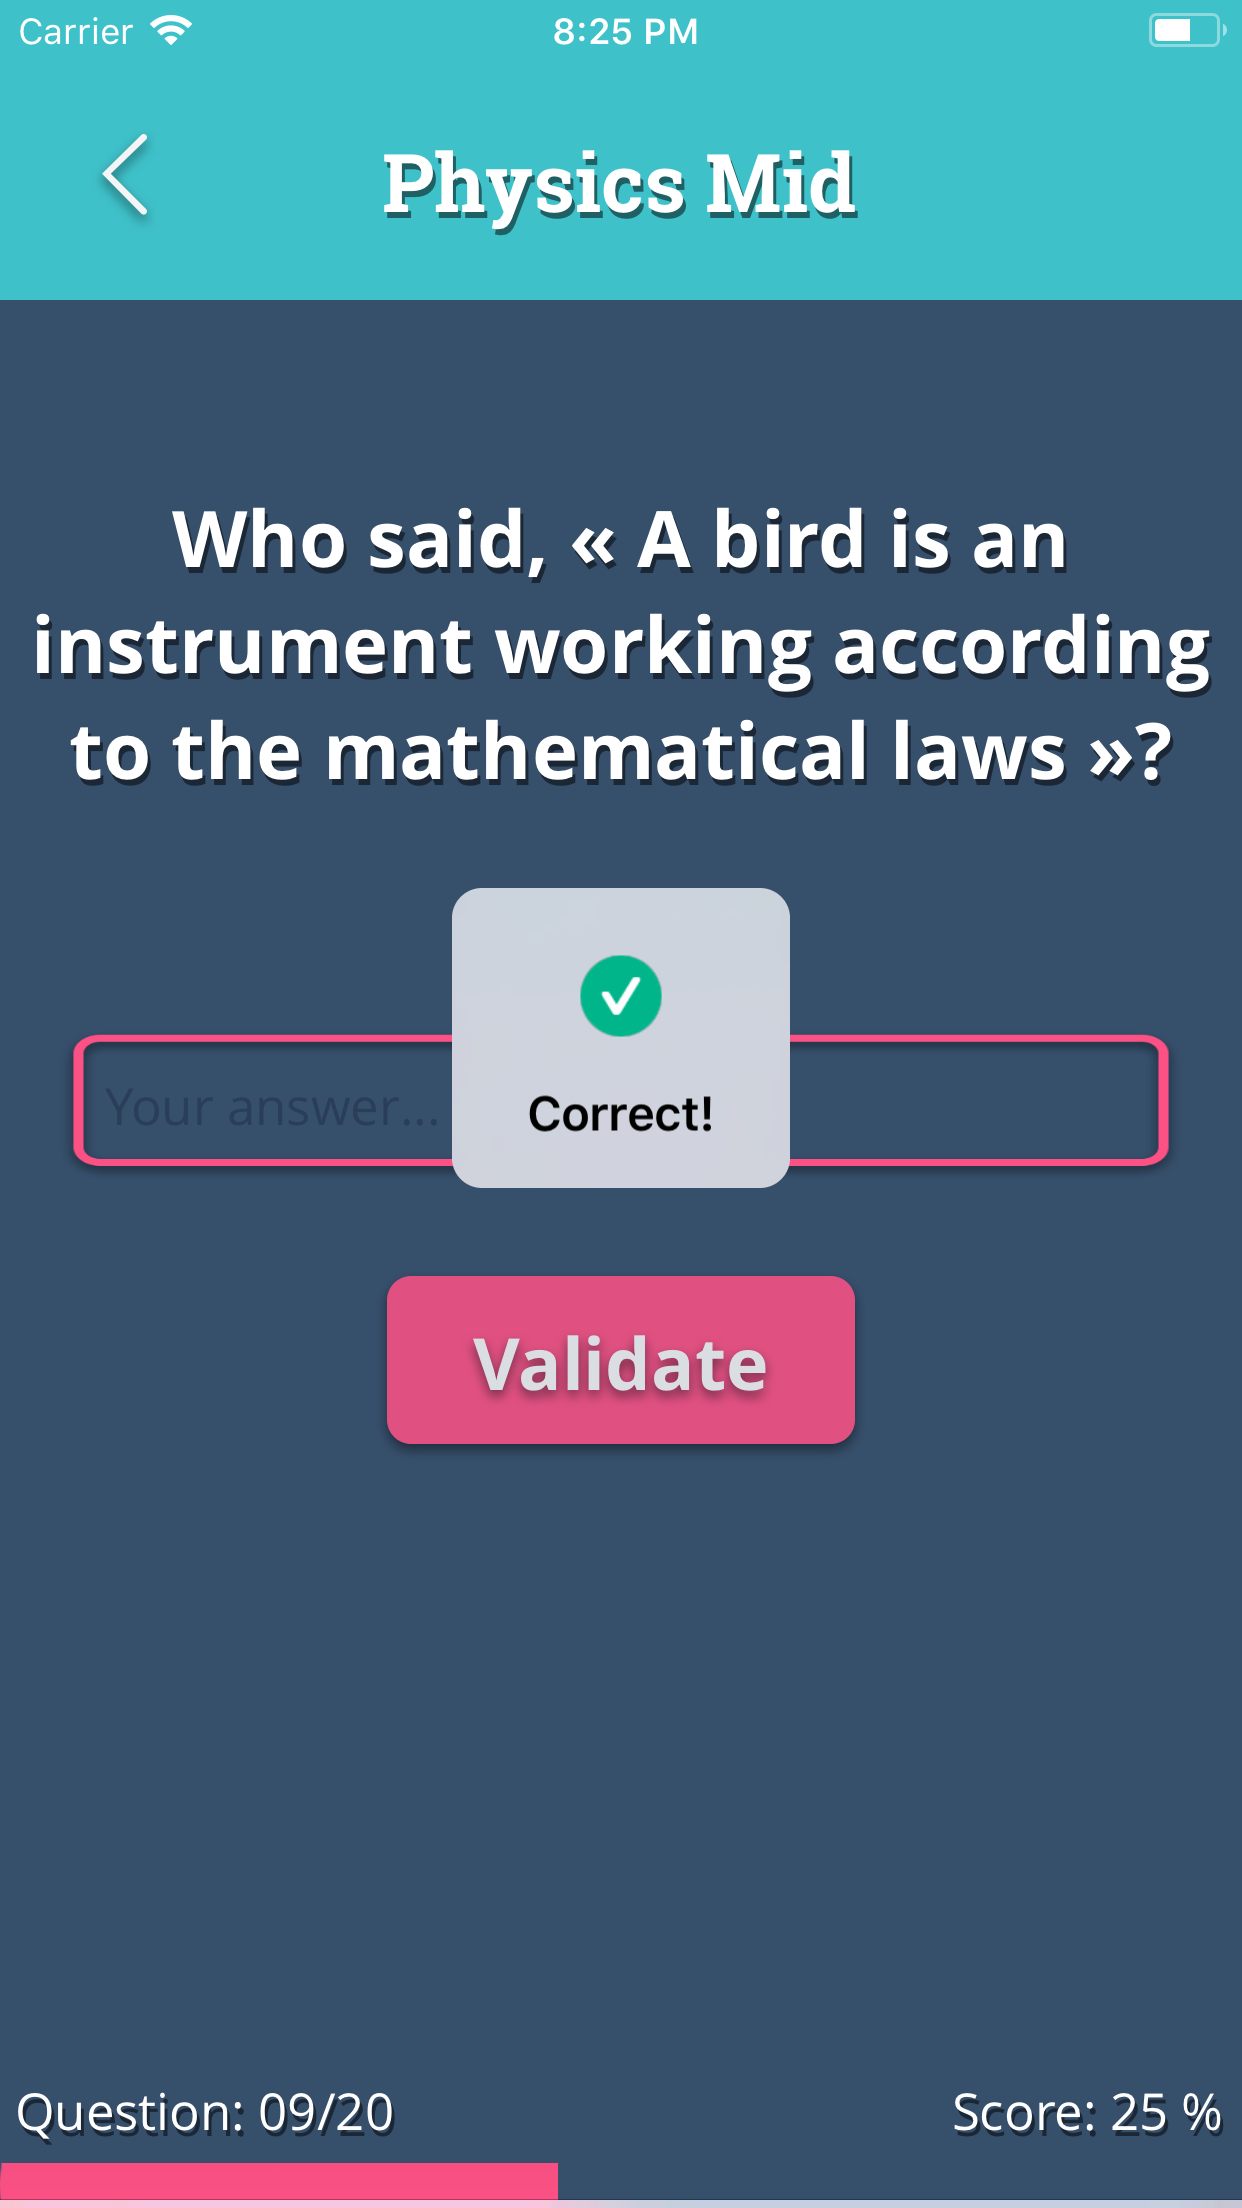 Carrier
8:25 PM
Physics Mid
Who said, « A bird is an
instrument working according
to the mathematical laws »?
Your answer...
Correct!
Validate
Question: 09/20
Score: 25 %